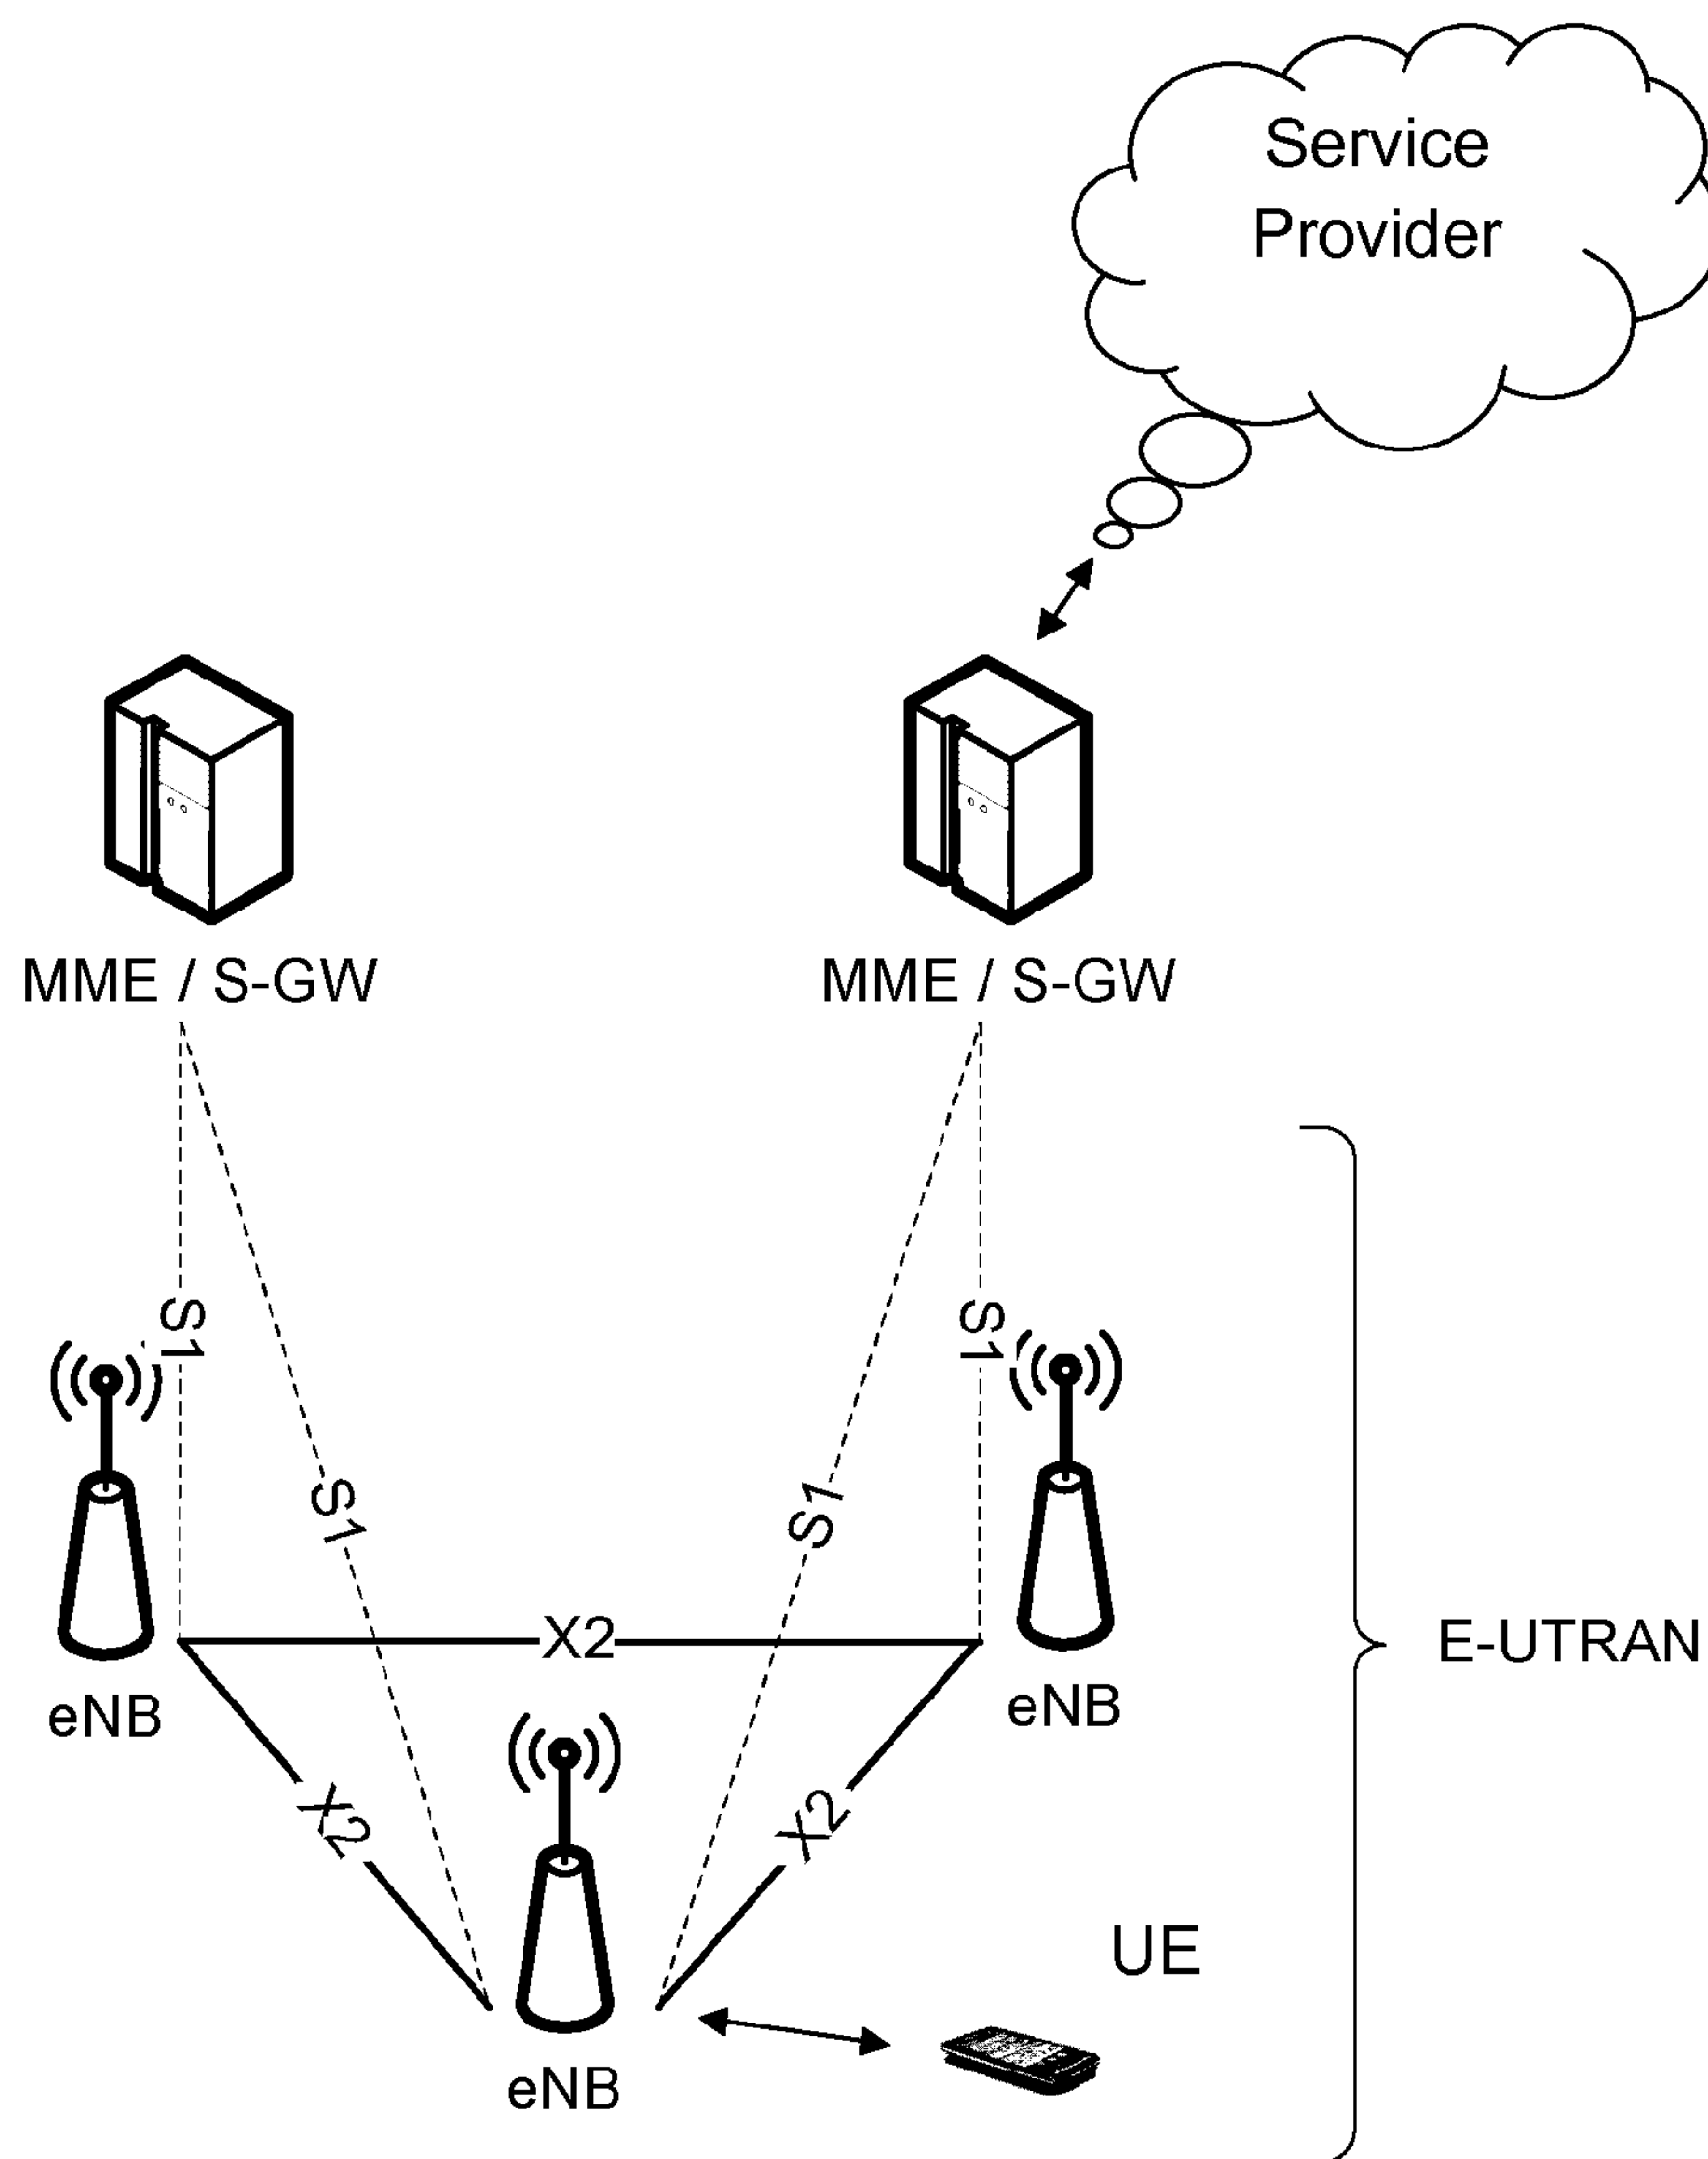 Service
Provider
MME / S-GW
MME / S-GW
S1
S1
S1
S1
X2
E-UTRAN
eNB
eNB
X2
X2
UE
eNB